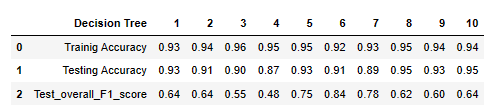 Decision Tree 1 2 3 4 5 6 7 8 9 10
0 Trainig Accuracy 0.93 0.94 0.96 0.95 0.95 0.92 0.93 0.95 0.94 0.94
1 Testing Accuracy 0.93 0.91 0.90 0.87 0.93 0.91 0.89 0.95 0.93 0.95
2 Test_overall_F1_score 0.64 0.64 0.55 0.48 0.75 0.84 0.78 0.62 0.60 0.64